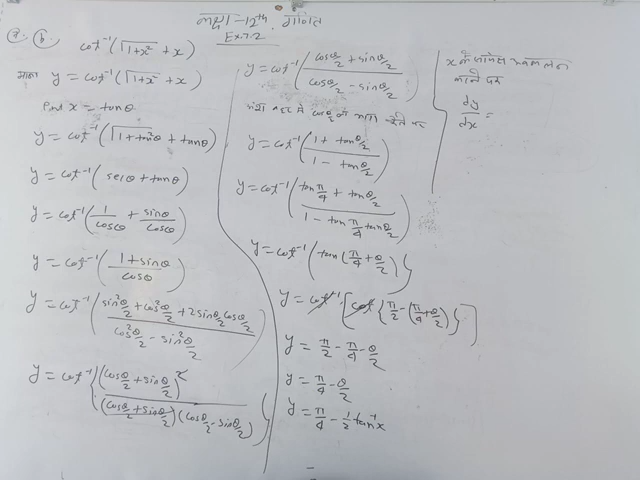 कक्षा-12th गणित
Ex 7.2
(b) cot⁻¹(√1+x² + x)
माना y = cot⁻¹(√1+x² + x)
Put x = tanθ
y = cot⁻¹(√1+tan²θ + tanθ)
y = cot⁻¹(secθ + tanθ)
y = cot⁻¹(1/cosθ + sinθ/cosθ)
y = cot⁻¹(1+sinθ/cosθ)
y = cot⁻¹(sin²θ/2 + cos²θ/2 + 2sinθ/2 cosθ/2 / cos²θ/2 - sin²θ/2)
y = cot⁻¹{(cosθ/2 + sinθ/2)² / (cosθ/2 + sinθ/2)(cosθ/2 - sinθ/2)}
y = cot⁻¹(cosθ/2 + sinθ/2 / cosθ/2 - sinθ/2)
cosθ/2 का भाग देने पर
y = cot⁻¹(1 + tanθ/2 / 1 - tanθ/2)
y = cot⁻¹(tanπ/4 + tanθ/2 / 1 - tanπ/4 tanθ/2)
y = cot⁻¹{tan(π/4 + θ/2)}
y = cot⁻¹[cot{π/2 - (π/4 + θ/2)}]
y = π/2 - π/4 - θ/2
y = π/4 - θ/2
y = π/4 - 1/2 tan⁻¹x
x के सापेक्ष अवकलन
करने पर
dy/dx =